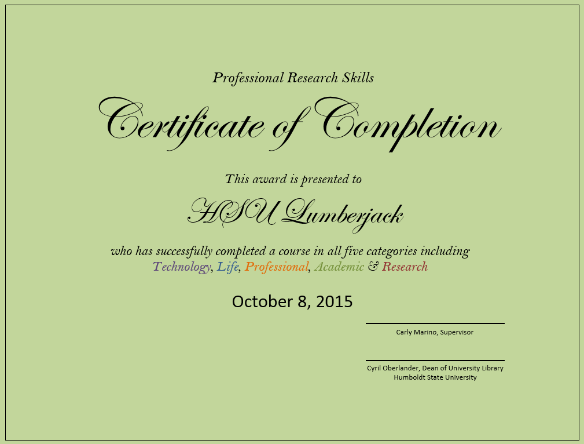 Professional Research Skills
Certificate of Completion
This award is presented to
HSU Lumberjack
who has successfully completed a course in all five categories including
Technology, Life, Professional, Academic & Research
October 8, 2015
Carly Marino, Supervisor
Cyril Oberlander, Dean of University Library
Humboldt State University